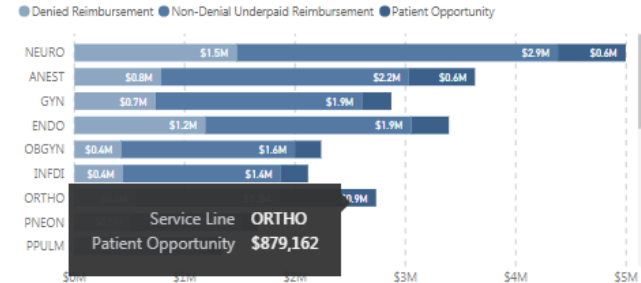 Denied Reimbursement Non-Denial Underpaid Reimbursement Patient Opportunity
NEURO $1.5M $2.9M $0.6M
ANEST $0.8M $2.2M $0.6M
GYN $0.7M $1.9M
ENDO $1.2M $1.9M
OBGYN $0.4M $1.6M
INFDI $0.4M $1.4M
ORTHO $0.9M
Service Line ORTHO
PNEON
Patient Opportunity $879,162
PPULM
$0M $1M $2M $3M $4M $5M